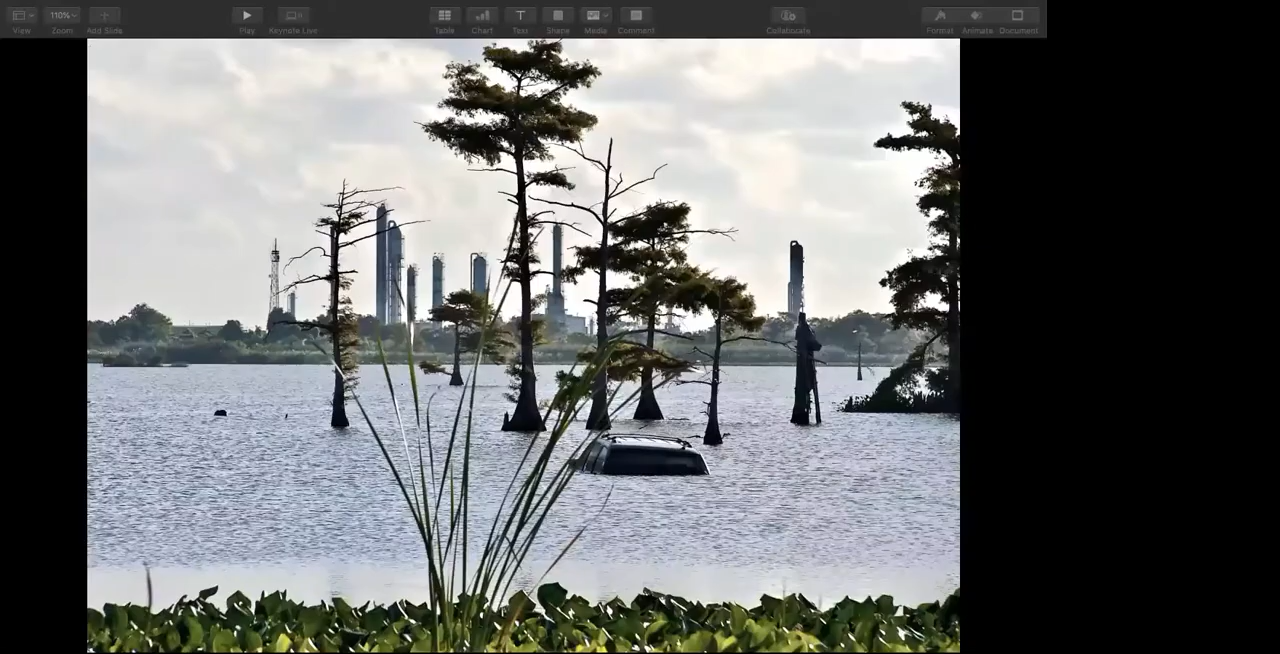 110%
View
Zoom
Add Slide
Play
Keynote Live
Table
Chart
Text
Shape
Media
Comment
Collaborate
Format
Animate
Document